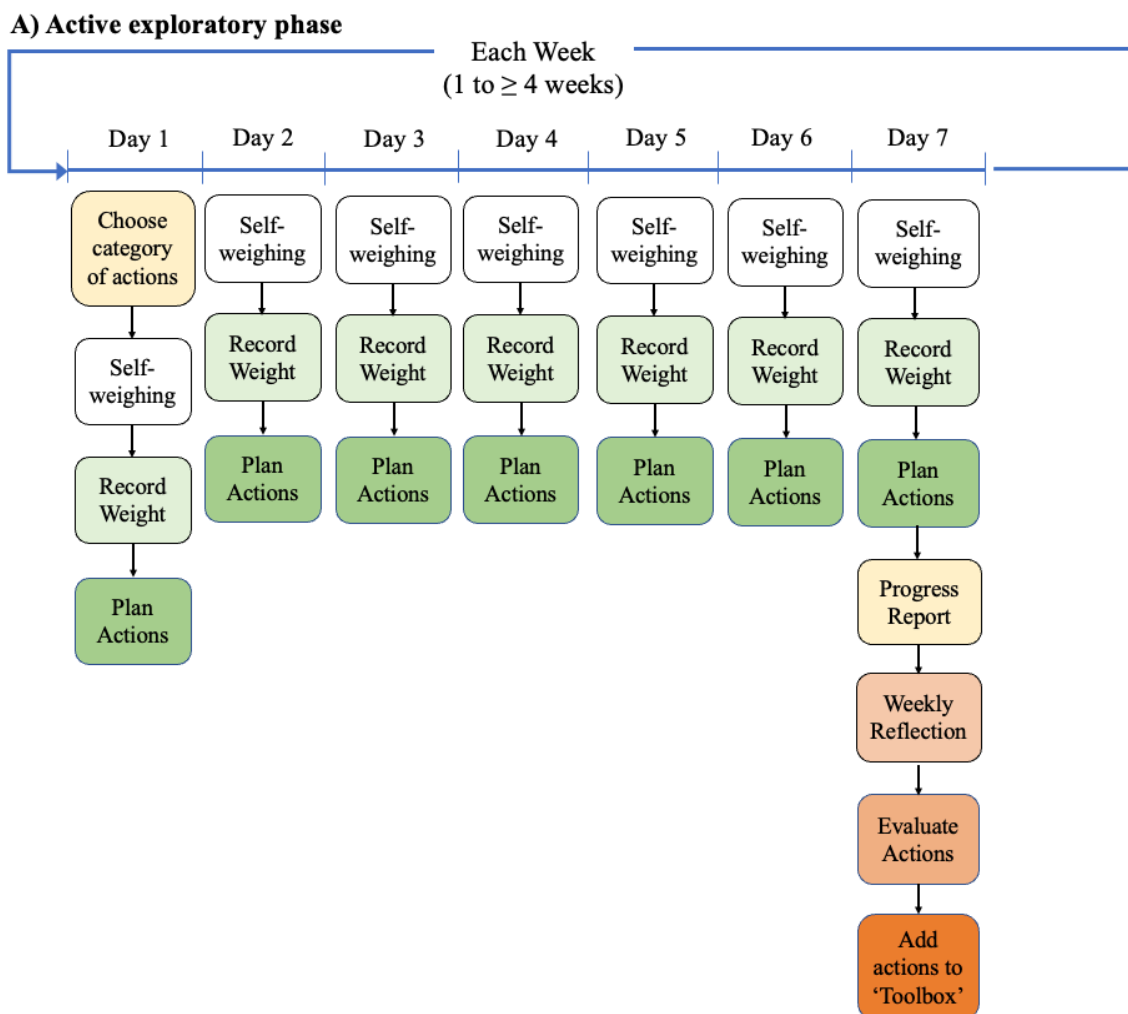 A) Active exploratory phase
Each Week
(1 to ≥ 4 weeks)
Day 1
Day 2
Day 3
Day 4
Day 5
Day 6
Day 7
Choose
category
of actions
Self-
weighing
Record
Weight
Plan
Actions
Self-
weighing
Record
Weight
Plan
Actions
Self-
weighing
Record
Weight
Plan
Actions
Self-
weighing
Record
Weight
Plan
Actions
Self-
weighing
Record
Weight
Plan
Actions
Self-
weighing
Record
Weight
Plan
Actions
Self-
weighing
Record
Weight
Plan
Actions
Progress
Report
Weekly
Reflection
Evaluate
Actions
Add
actions to
‘Toolbox’